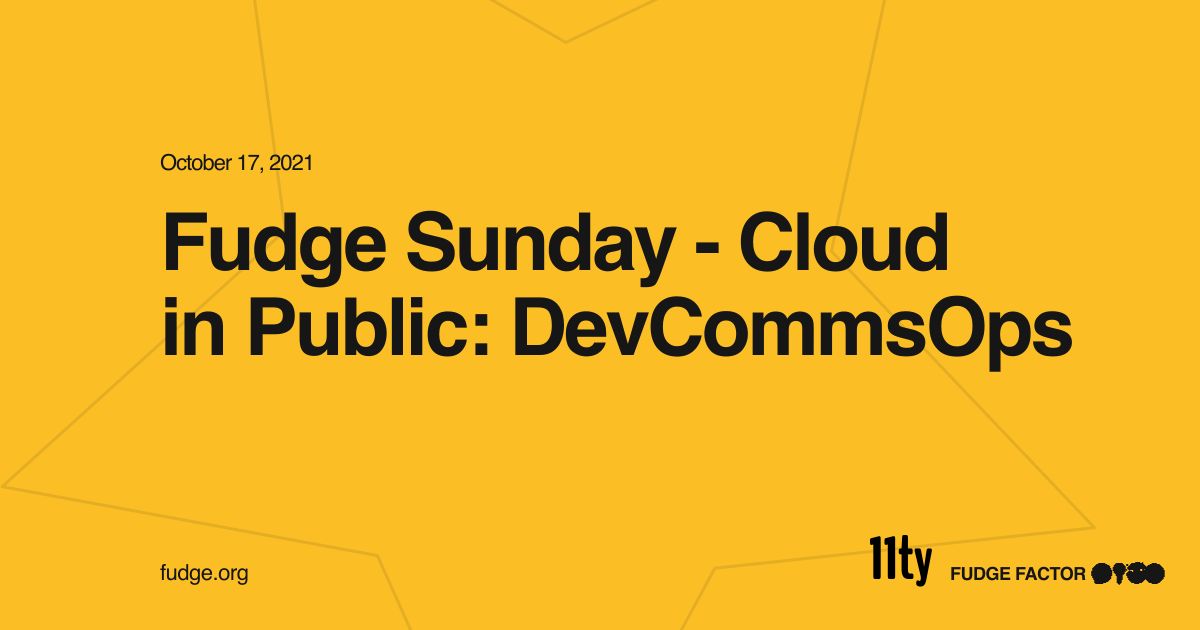 October 17, 2021
Fudge Sunday - Cloud
in Public: DevCommsOps
fudge.org
11ty
FUDGE FACTOR